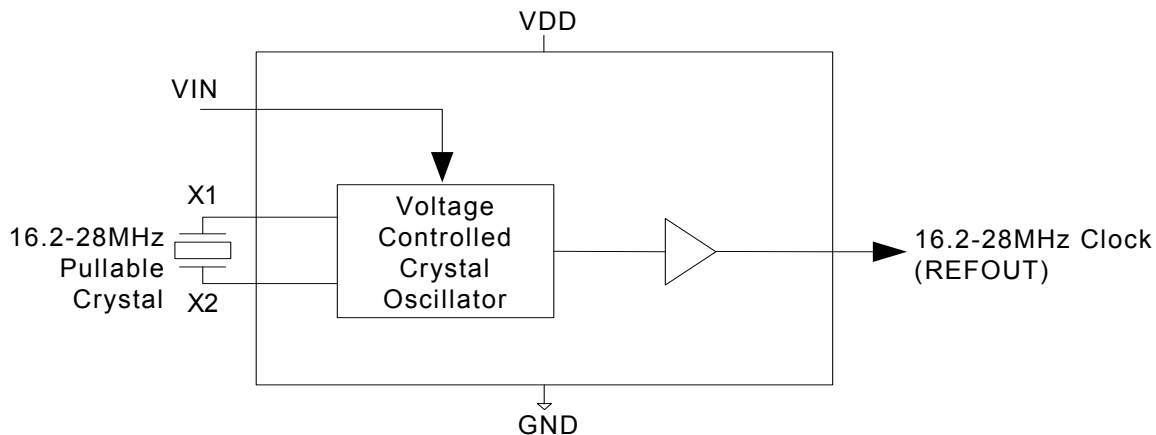 VDD
VIN
X1
16.2-28MHz
Pullable
Crystal
X2
Voltage
Controlled
Crystal
Oscillator
16.2-28MHz Clock
(REFOUT)
GND